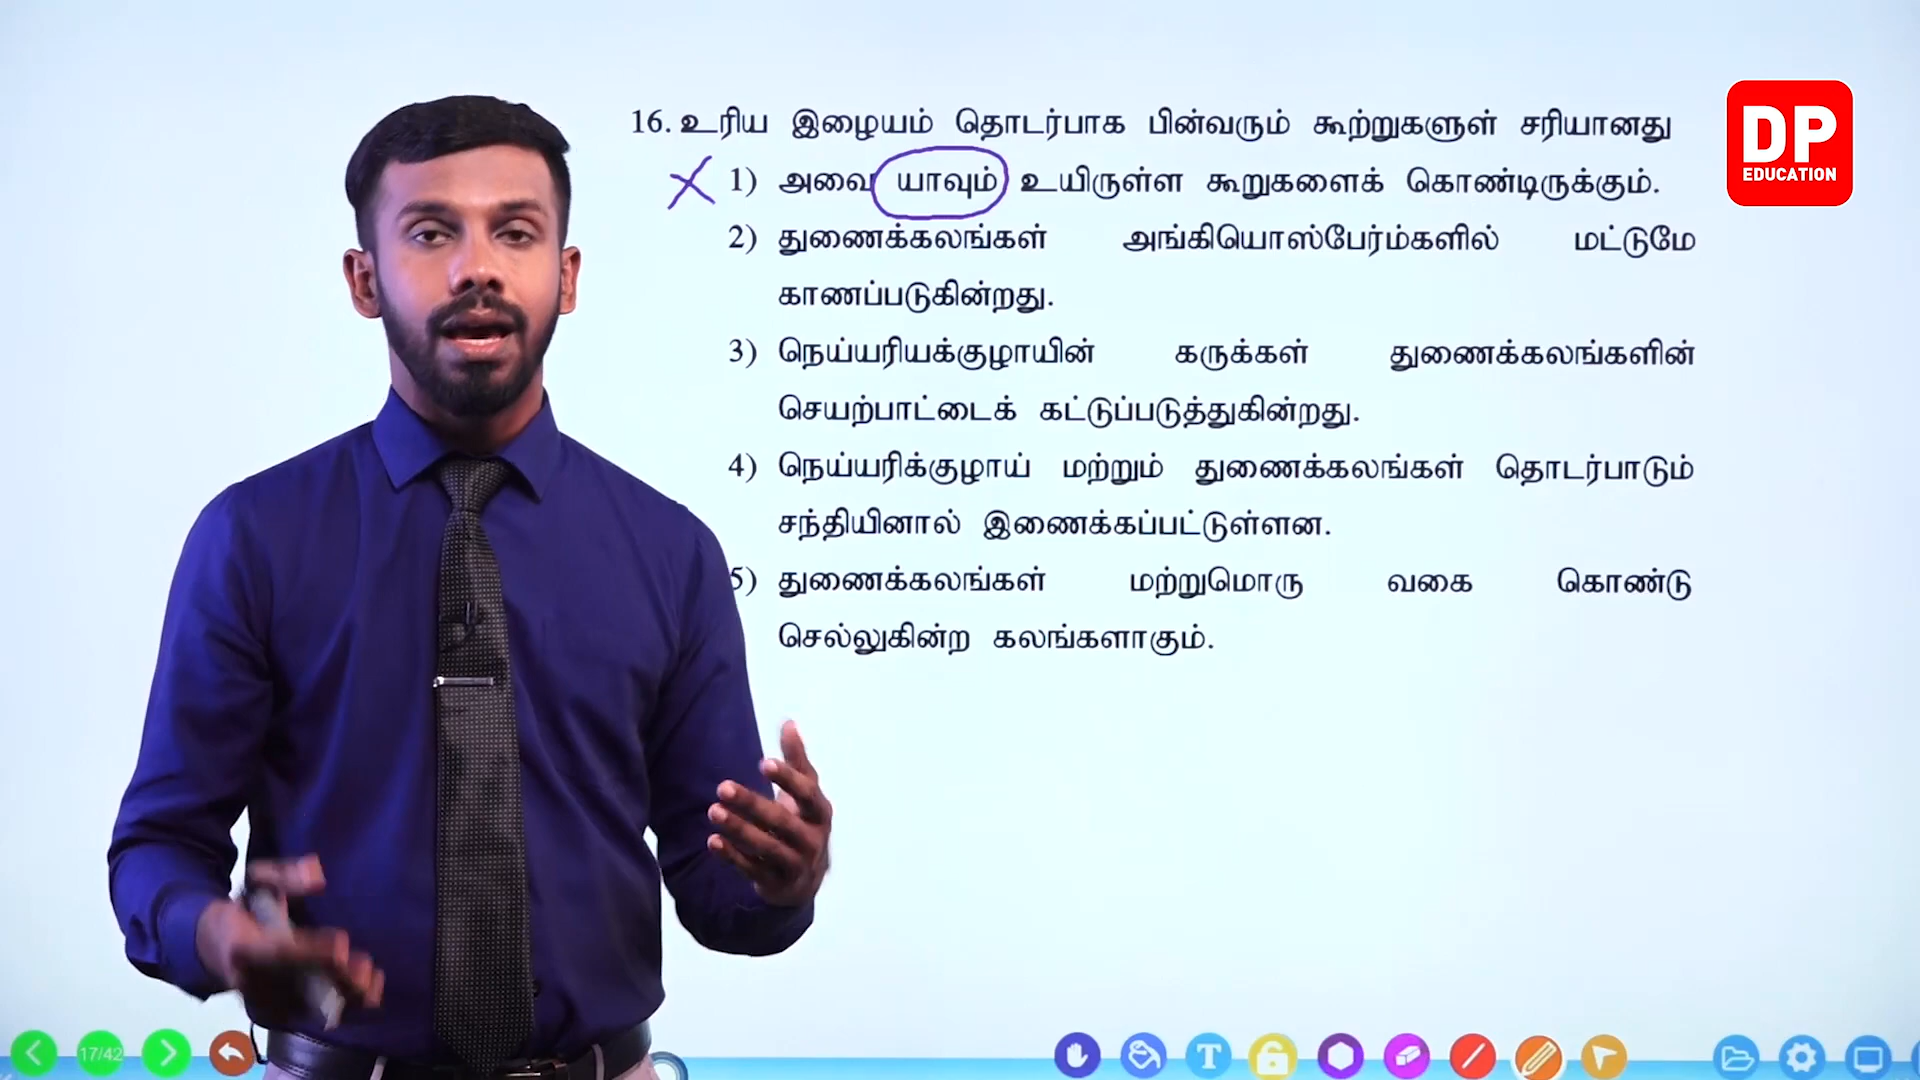 16. உரிய இழையம் தொடர்பாக பின்வரும் கூற்றுகளுள் சரியானது
1) அவை யாவும் உயிருள்ள கூறுகளைக் கொண்டிருக்கும்.
2) துணைக்கலங்கள் அங்கியொஸ்பேர்ம்களில் மட்டுமே
காணப்படுகின்றது.
3) நெய்யரியக்குழாயின் கருக்கள் துணைக்கலங்களின்
செயற்பாட்டைக் கட்டுப்படுத்துகின்றது.
4) நெய்யரிக்குழாய் மற்றும் துணைக்கலங்கள் தொடர்பாடும்
சந்தியினால் இணைக்கப்பட்டுள்ளன.
5) துணைக்கலங்கள் மற்றுமொரு வகை கொண்டு
செல்லுகின்ற கலங்களாகும்.
DP
EDUCATION
17/42
T